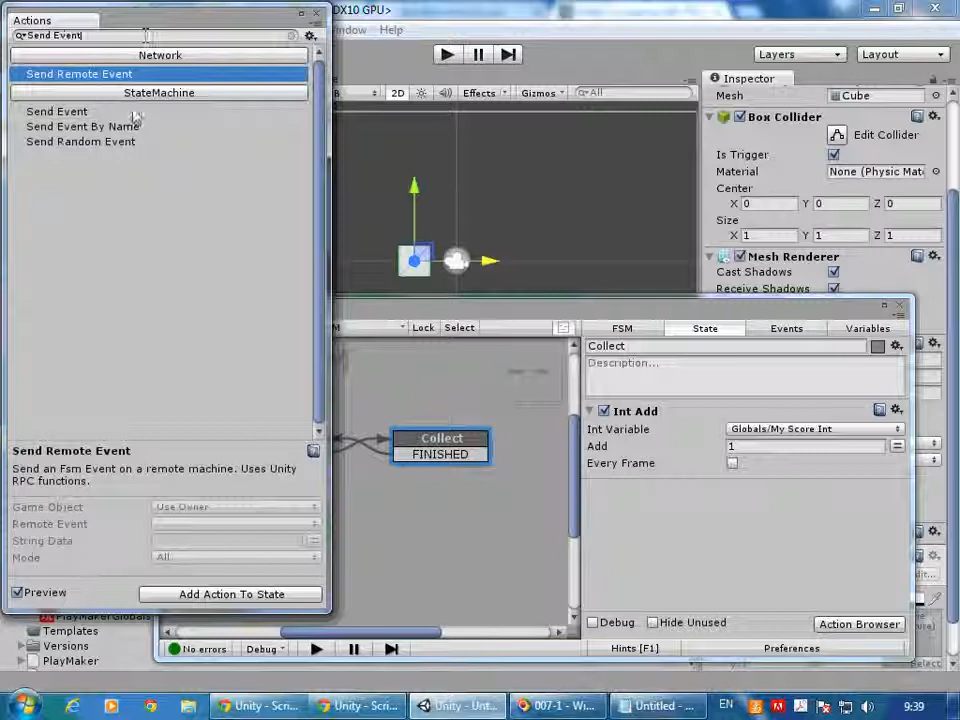 Actions
DX10 GPU>
Send Event
indow Help
Network
Layers Layout
Send Remote Event
2D Effects Gizmos All
Inspector
StateMachine
Mesh Cube
Send Event
Box Collider
Send Event By Name
Edit Collider
Send Random Event
Is Trigger
Material None (Physic Mat
Center
X 0 Y 0 Z 0
Size
X 1 Y 1 Z 1
Mesh Renderer
Cast Shadows
Receive Shadows
M Lock Select FSM State Events Variables
Collect
Description...
Int Add
Int Variable Globals/My Score Int
Collect
Add 1
FINISHED
Every Frame
Send Remote Event
Send an Fsm Event on a remote machine. Uses Unity
RPC functions.
Game Object Use Owner
Remote Event
String Data
Mode All
Preview Add Action To State
PlayMakerGlobals
Debug Hide Unused Action Browser
Templates
Versions
No errors Debug Hints [F1] Preferences
PlayMaker
Select
Unity - Scri... Unity - Scri... Unity - Unt... 007-1 - Wi... Untitled - ... EN 9:39